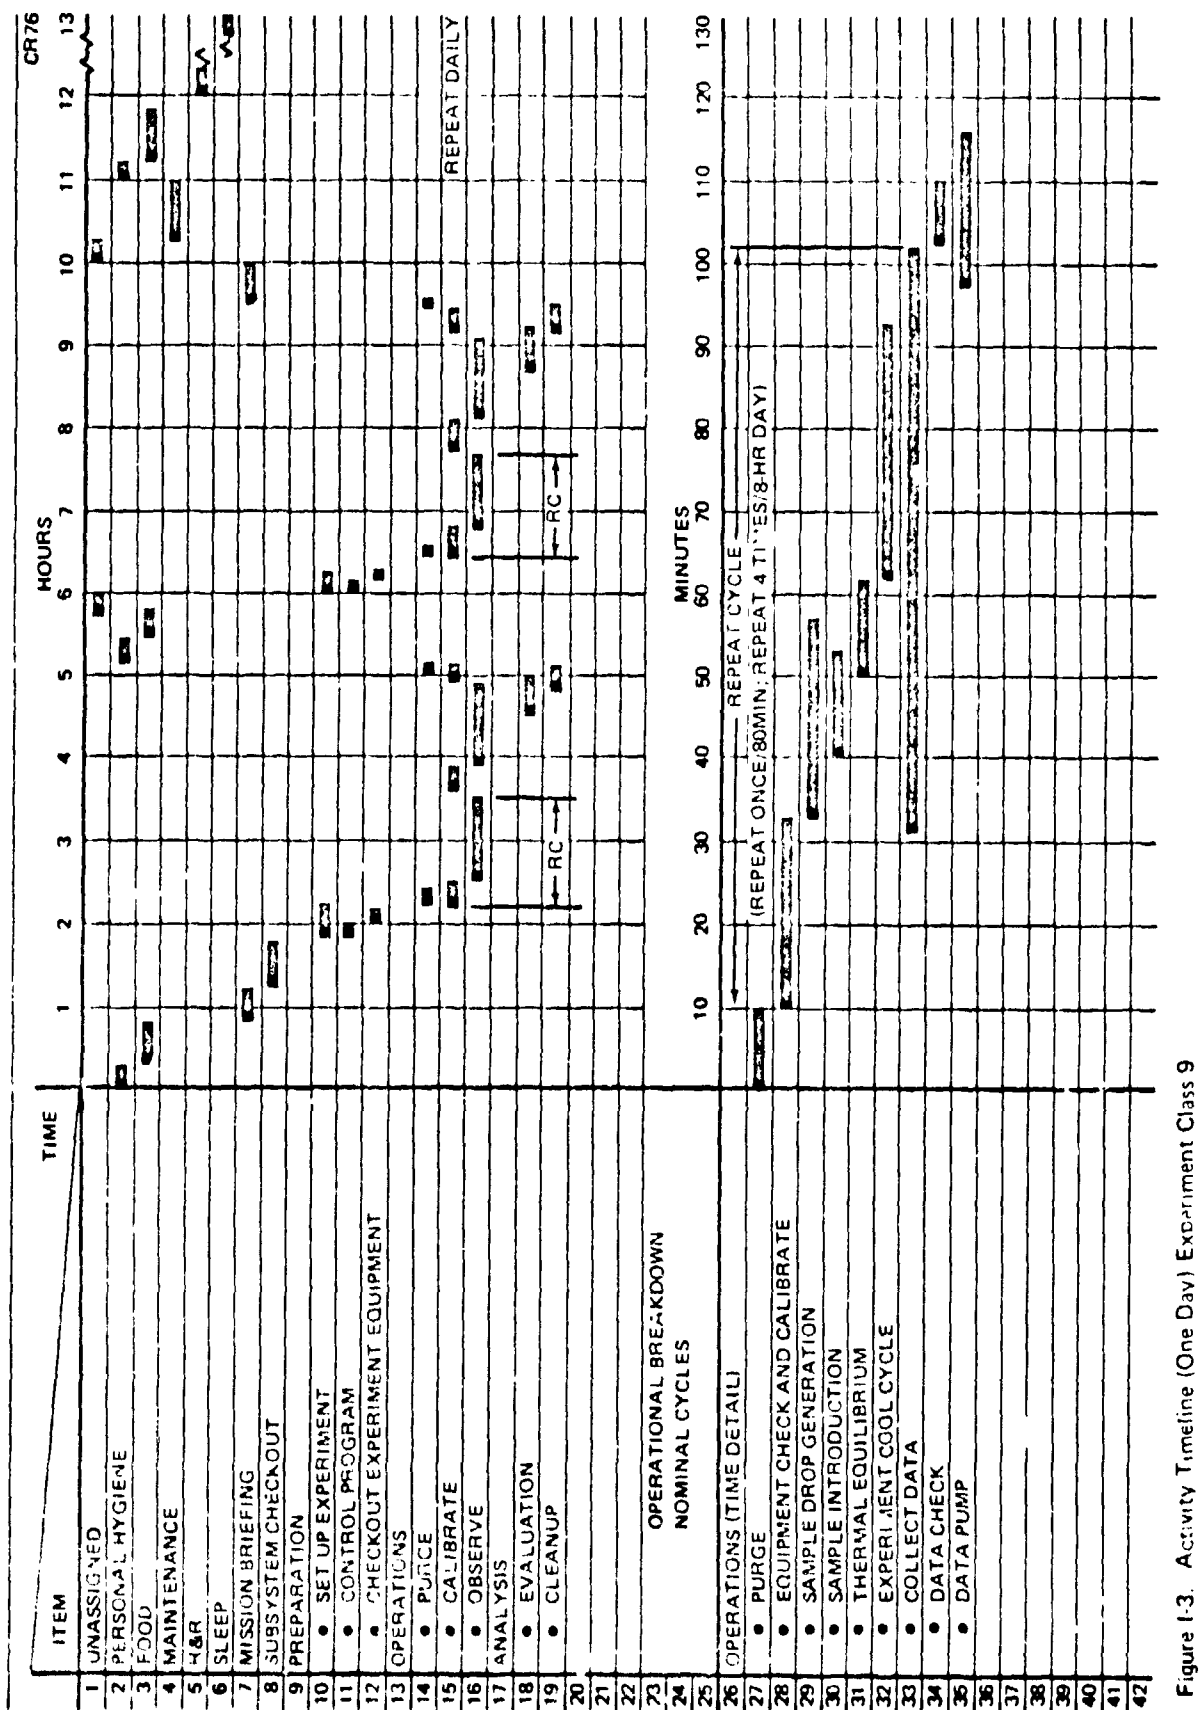 CR76
ITEM
TIME
HOURS
1 2 3 4 5 6 7 8 9 10 11 12 13
1 UNASSIGNED
2 PERSONAL HYGIENE
3 FOOD
4 MAINTENANCE
5 R&R
6 SLEEP
7 MISSION BRIEFING
8 SUBSYSTEM CHECKOUT
9 PREPARATION
10 • SET UP EXPERIMENT
11 • CONTROL PROGRAM
12 • CHECKOUT EXPERIMENT EQUIPMENT
13 OPERATIONS
14 • PURGE
15 • CALIBRATE
REPEAT DAILY
16 • OBSERVE
17 ANALYSIS
18 • EVALUATION
19 • CLEANUP
RC
RC
20
21
22
23 OPERATIONAL BREAKDOWN
24 NOMINAL CYCLES
MINUTES
25
10 20 30 40 50 60 70 80 90 100 110 120 130
26 OPERATIONS (TIME DETAIL)
REPEAT CYCLE
27 • PURGE
(REPEAT ONCE/80MIN; REPEAT 4 TIMES/8-HR DAY)
28 • EQUIPMENT CHECK AND CALIBRATE
29 • SAMPLE DROP GENERATION
30 • SAMPLE INTRODUCTION
31 • THERMAL EQUILIBRIUM
32 • EXPERIMENT COOL CYCLE
33 • COLLECT DATA
34 • DATA CHECK
35 • DATA PUMP
36
37
38
39
40
41
42
Figure I-3. Activity Timeline (One Day) Experiment Class 9